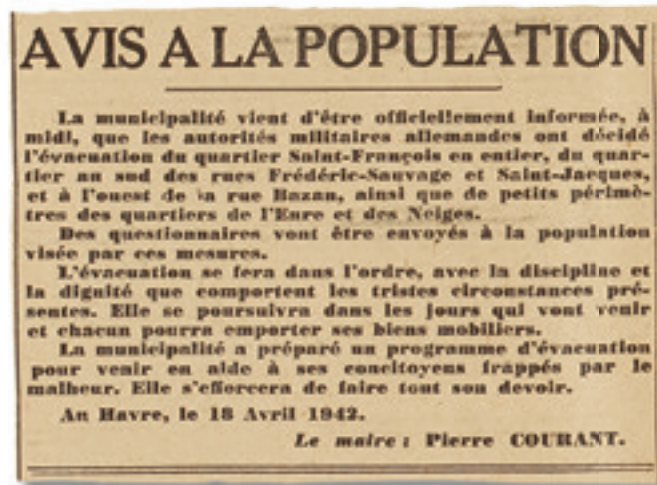 AVIS A LA POPULATION
La municipalité vient d'être officiellement informée, à
midi, que les autorités militaires allemandes ont décidé
l'évacuation du quartier Saint-François en entier, du quar-
tier au sud des rues Frédéric-Sauvage et Saint-Jacques,
et à l'ouest de la rue Bazan, ainsi que de petits périmè-
tres des quartiers de l'Eure et des Neiges.
Des questionnaires vont être envoyés à la population
visée par ces mesures.
L'évacuation se fera dans l'ordre, avec la discipline et
la dignité que comportent les tristes circonstances pré-
sentes. Elle se poursuivra dans les jours qui vont venir
et chacun pourra emporter ses biens mobiliers.
La municipalité a préparé un programme d'évacuation
pour venir en aide à ses concitoyens frappés par le
malheur. Elle s'efforcera de faire tout son devoir.
Au Havre, le 18 Avril 1942.
Le maire : Pierre COURANT.